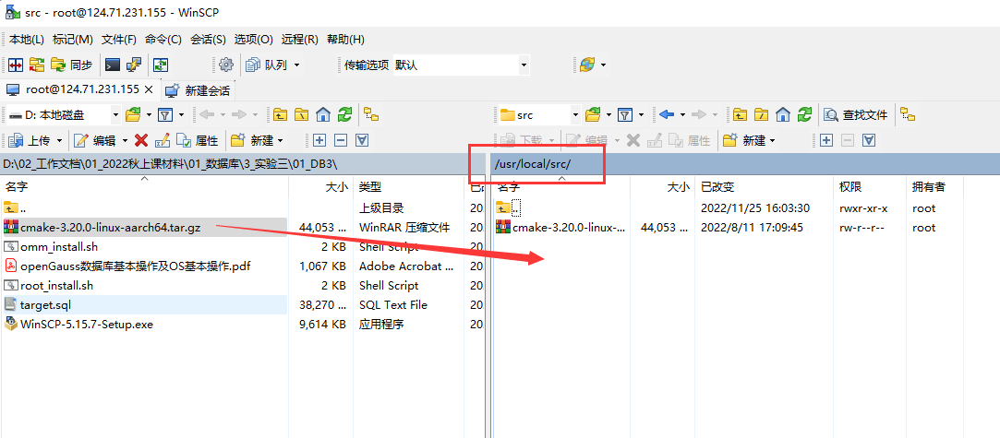 src - root@124.71.231.155 - WinSCP
本地(L) 标记(M) 文件(F) 命令(C) 会话(S) 选项(O) 远程(R) 帮助(H)
同步 队列 传输选项 默认
root@124.71.231.155 × 新建会话
D: 本地磁盘 src 查找文件
上传 编辑 属性 新建 下载 编辑 属性 新建
D:\02_工作文档\01_2022秋上课材料\01_数据库\3_实验三\01_DB3\ /usr/local/src/
名字 大小 类型 已改 名字 大小 已改变 权限 拥有者
.. 上级目录 20 .. 2022/11/25 16:03:30 rwxr-xr-x root
cmake-3.20.0-linux-aarch64.tar.gz 44,053 ... WinRAR 压缩文件 20 cmake-3.20.0-linux-... 44,053 ... 2022/8/11 17:09:45 rw-r--r-- root
omm_install.sh 2 KB Shell Script 20
openGauss数据库基本操作及OS基本操作.pdf 1,067 KB Adobe Acrobat ... 20
root_install.sh 2 KB Shell Script 20
target.sql 38,270 ... SQL Text File 20
WinSCP-5.15.7-Setup.exe 9,614 KB 应用程序 20